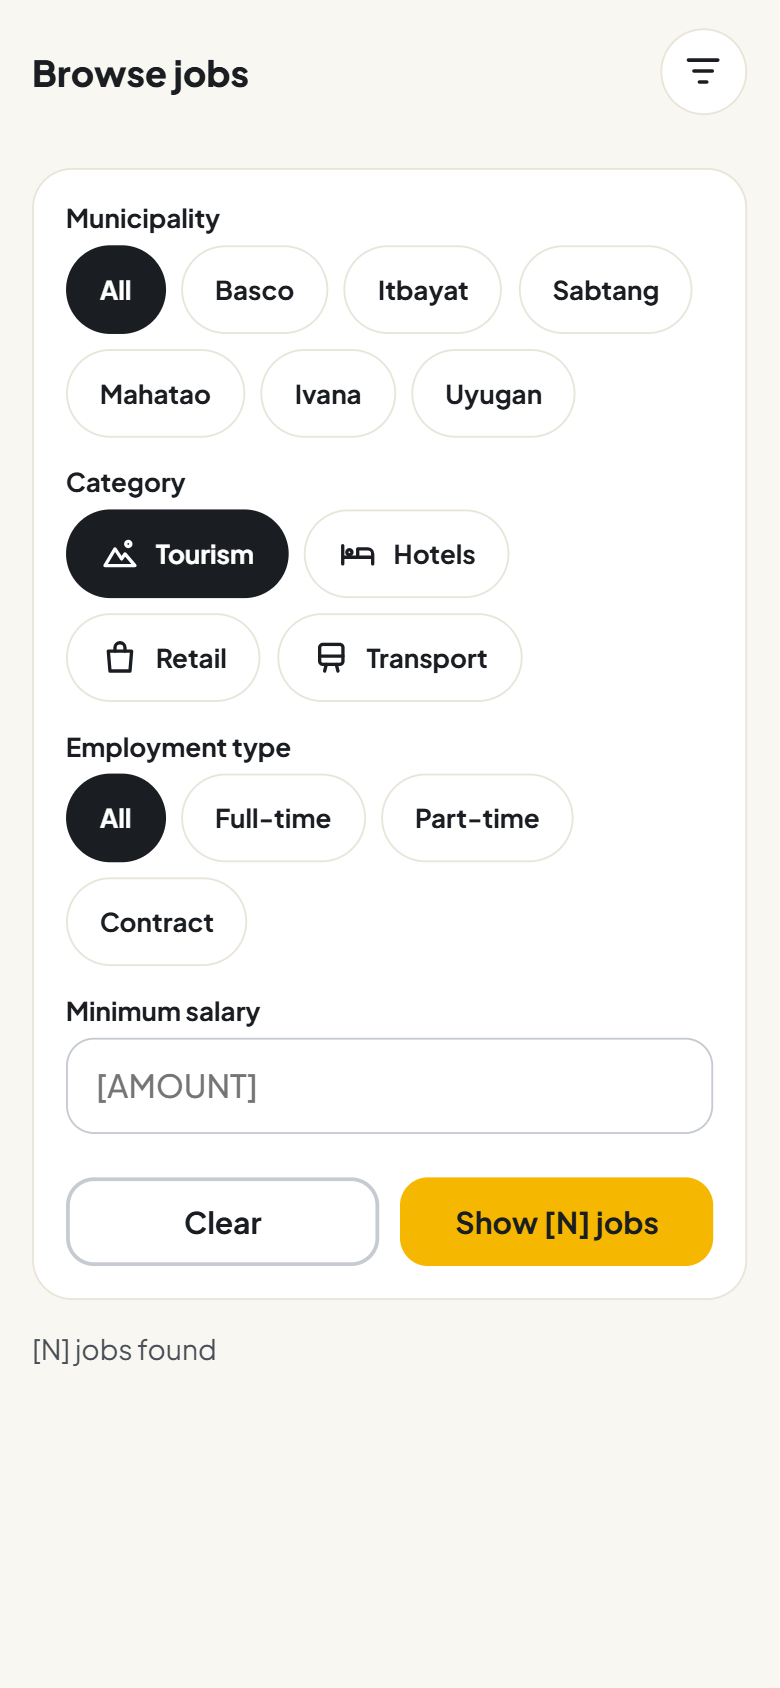 Browse jobs
Municipality
All Basco Itbayat Sabtang
Mahatao Ivana Uyugan
Category
Tourism Hotels
Retail Transport
Employment type
All Full-time Part-time
Contract
Minimum salary
[AMOUNT]
Clear Show [N] jobs
[N] jobs found